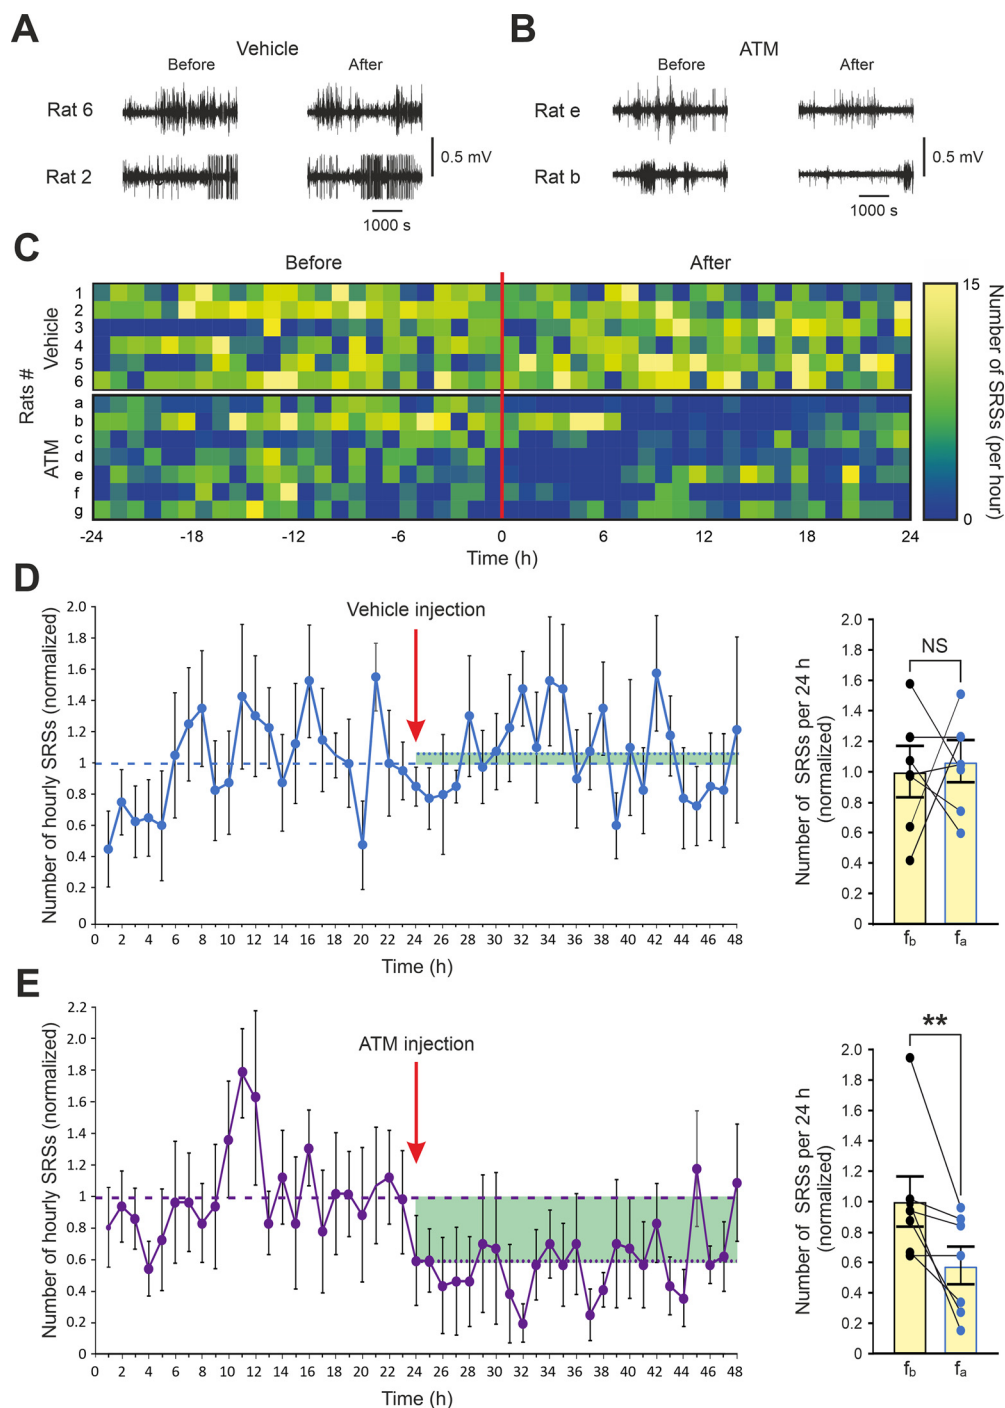 A
Vehicle
Before After
Rat 6
Rat 2
0.5 mV
1000 s
B
ATM
Before After
Rat e
Rat b
0.5 mV
1000 s
C
Before After
Rats #
Vehicle
1
2
3
4
5
6
ATM
a
b
c
d
e
f
g
-24 -18 -12 -6 0 6 12 18 24
Time (h)
15
0
Number of SRSs (per hour)
D
Number of hourly SRSs (normalized)
2.0
1.8
1.6
1.4
1.2
1
0.8
0.6
0.4
0.2
0
Vehicle injection
0 2 4 6 8 10 12 14 16 18 20 22 24 26 28 30 32 34 36 38 40 42 44 46 48
Time (h)
Number of SRSs per 24 h
(normalized)
2.0
1.8
1.6
1.4
1.2
1.0
0.8
0.6
0.4
0.2
0
NS
fb fa
E
Number of hourly SRSs (normalized)
2.2
2.0
1.8
1.6
1.4
1.2
1
0.8
0.6
0.4
0.2
0
ATM injection
0 2 4 6 8 10 12 14 16 18 20 22 24 26 28 30 32 34 36 38 40 42 44 46 48
Time (h)
Number of SRSs per 24 h
(normalized)
2.0
1.8
1.6
1.4
1.2
1.0
0.8
0.6
0.4
0.2
0
**
fb fa